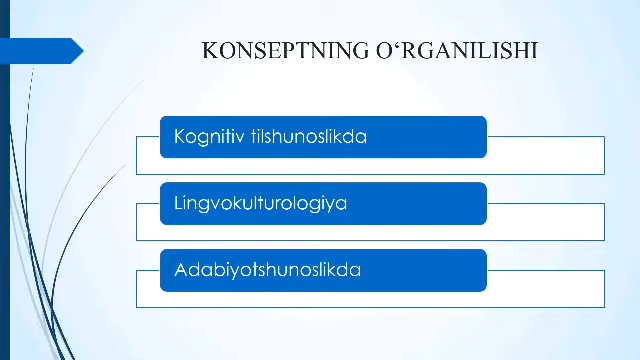 KONSEPTNING O‘RGANILISHI
Kognitiv tilshunoslikda
Lingvokulturologiya
Adabiyotshunoslikda